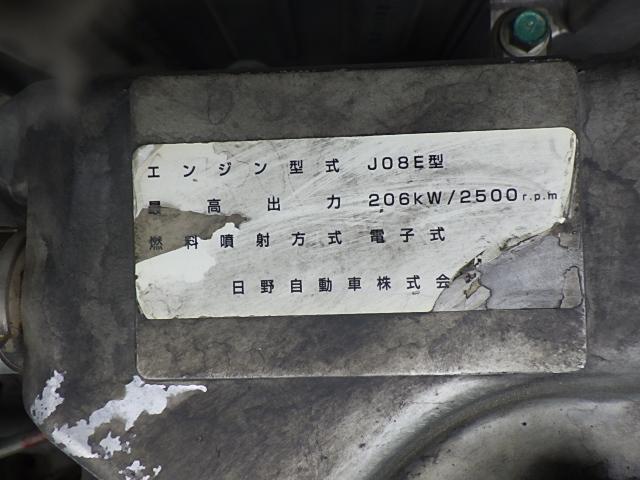 エンジン型式 J08E型
最高出力 206kW/2500r.p.m
燃料噴射方式 電子式
日野自動車株式会社